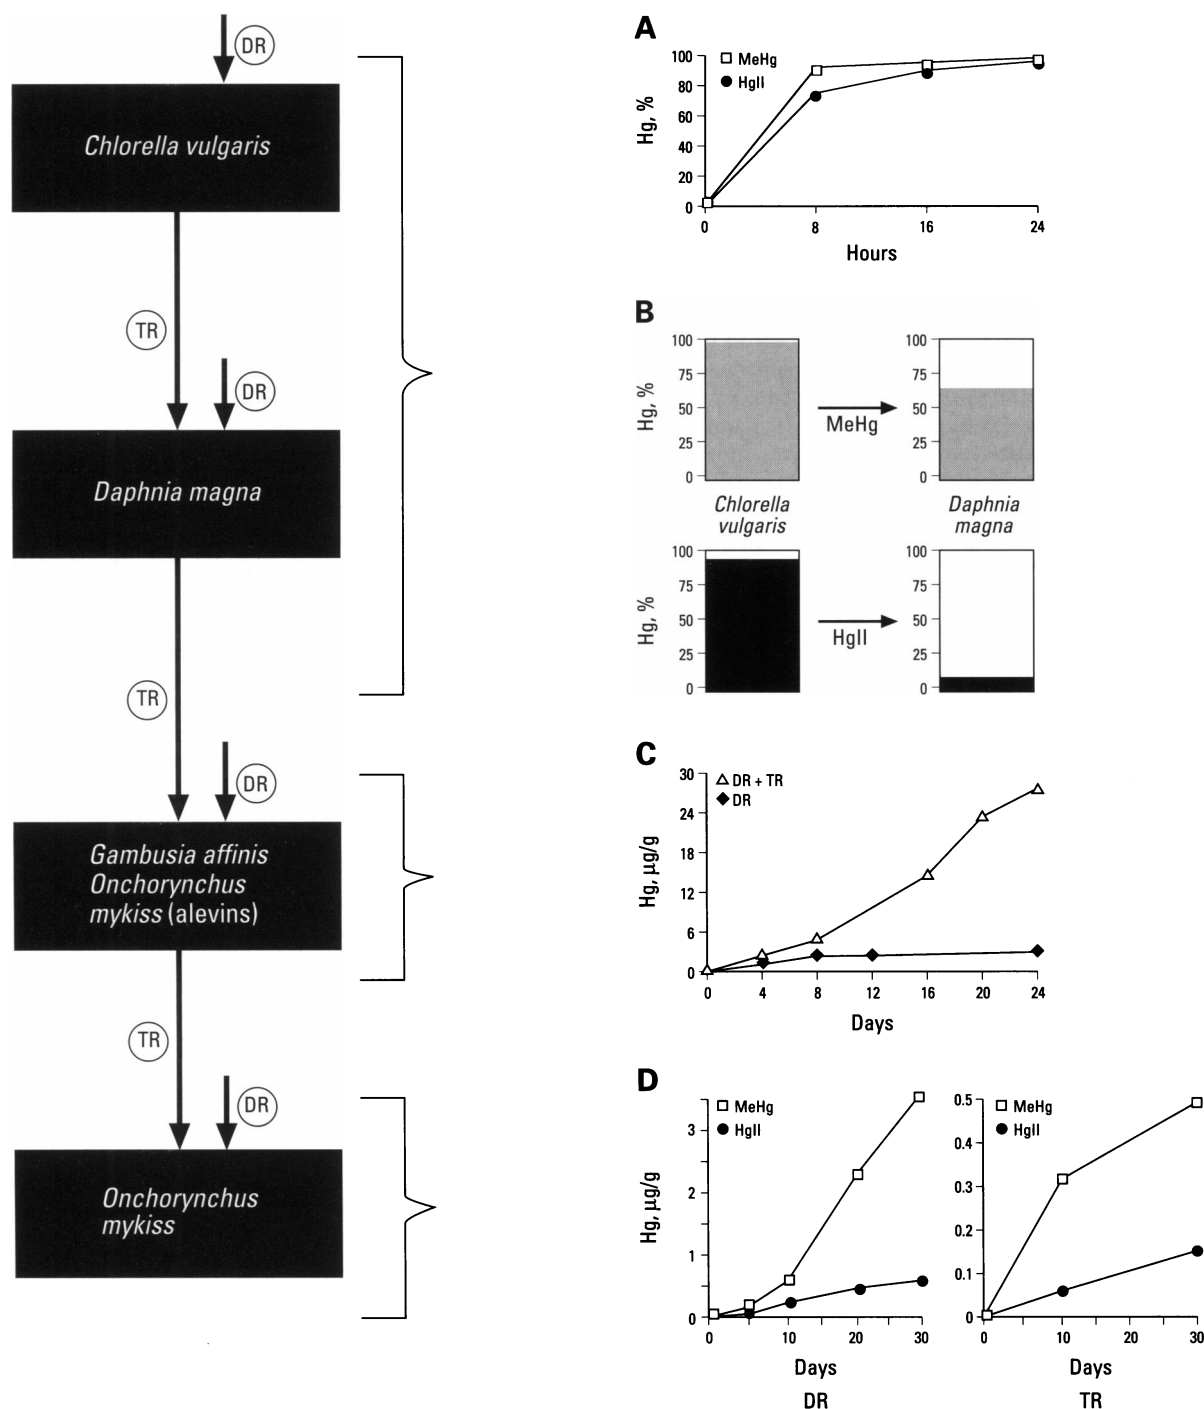 DR
Chlorella vulgaris
TR
DR
Daphnia magna
TR
DR
Gambusia affinis
Onchorynchus
mykiss (alevins)
TR
DR
Onchorynchus
mykiss
A
100
80
60
40
20
0
Hg, %
MeHg
HgII
0 8 16 24
Hours
B
100
75
50
25
0
Hg, %
MeHg
100
75
50
25
0
Chlorella
vulgaris
Daphnia
magna
100
75
50
25
0
Hg, %
HgII
100
75
50
25
0
C
30
24
18
12
6
0
Hg, µg/g
DR + TR
DR
0 4 8 12 16 20 24
Days
D
3
2
1
0
Hg, µg/g
MeHg
HgII
0 10 20 30
Days
DR
0.5
0.4
0.3
0.2
0.1
0
MeHg
HgII
0 10 20 30
Days
TR